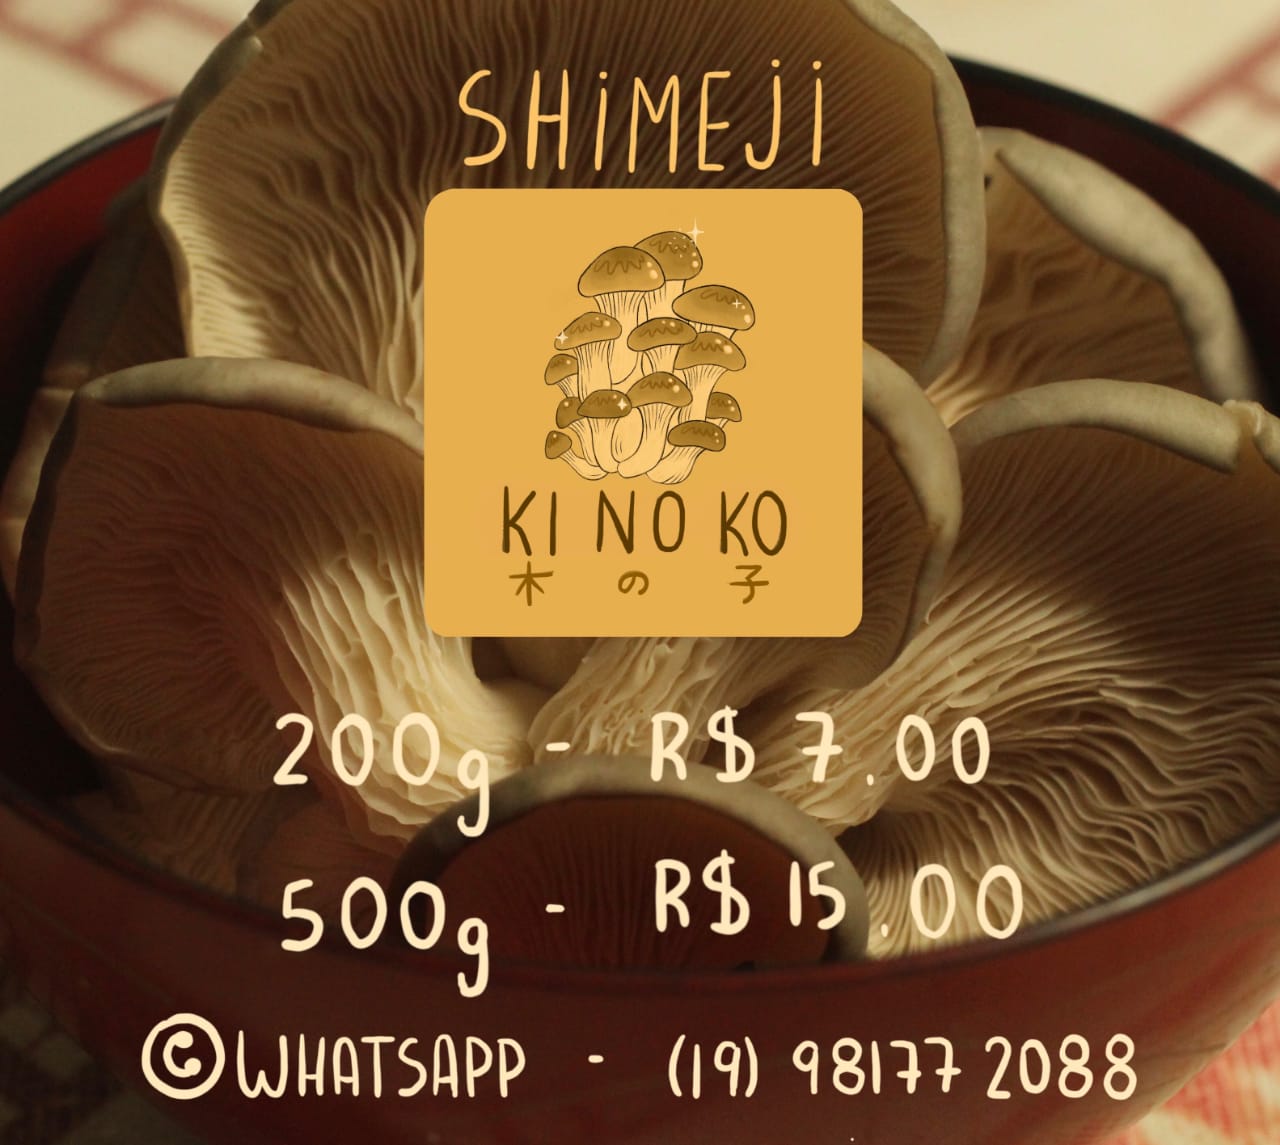 SHiMEji
KI NO KO
木 の 子
200g - R$ 7.00
500g - R$ 15.00
©WHATSAPP - (19) 98177 2088